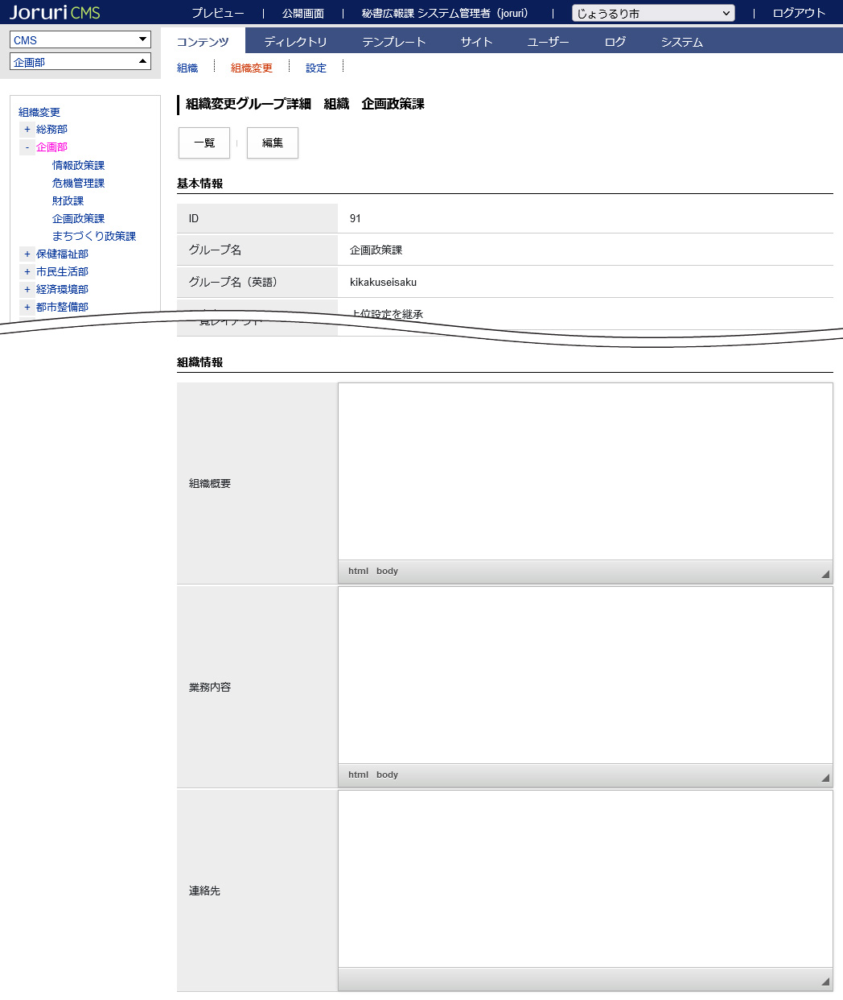 Joruri CMS
プレビュー | 公開画面 | 秘書広報課 システム管理者（joruri） | じょうるり市 | ログアウト
CMS
企画部
コンテンツ ディレクトリ テンプレート サイト ユーザー ログ システム
組織 組織変更 設定
組織変更
+ 総務部
- 企画部
情報政策課
危機管理課
財政課
企画政策課
まちづくり政策課
+ 保健福祉部
+ 市民生活部
+ 経済環境部
+ 都市整備部
組織変更グループ詳細　組織　企画政策課
一覧 | 編集
基本情報
ID 91
グループ名 企画政策課
グループ名（英語） kikakuseisaku
一覧レイアウト 上位設定を継承
組織情報
組織概要
html body
業務内容
html body
連絡先